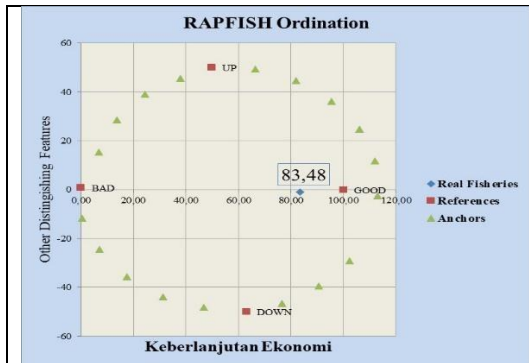 RAPFISH Ordination
60
UP
40
20
83,48
Other Distinguishing Features
BAD
GOOD
0
0,00
20,00
40,00
60,00
80,00
100,00
120,00
Real Fisheries
References
Anchors
-20
-40
DOWN
-60
Keberlanjutan Ekonomi